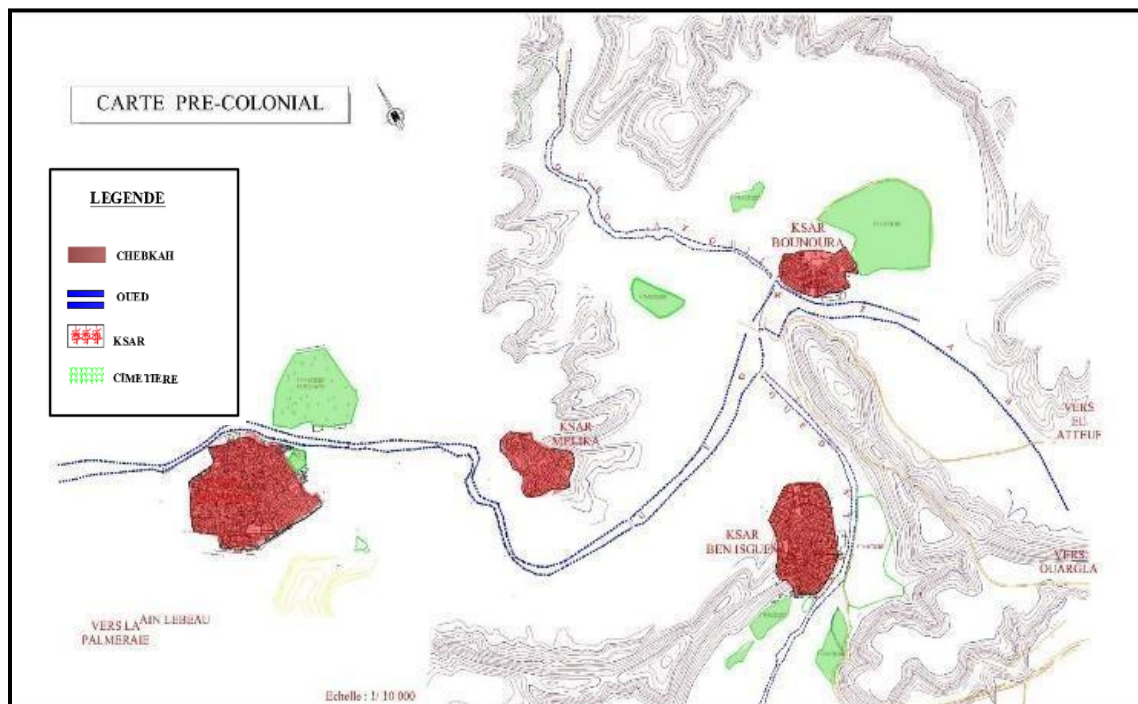 CARTE PRE-COLONIAL
LEGENDE
CHEBKAH
OUED
KSAR
CIMETIERE
KSAR
BOUNOURA
KSAR
MELIKA
KSAR
BEN ISGUEN
VERS
EL
ATTEUF
VERS
OUARGLA
VERS LA
PALMERAIE
AIN LEBEAU
OUED
Echelle : 1/ 10 000